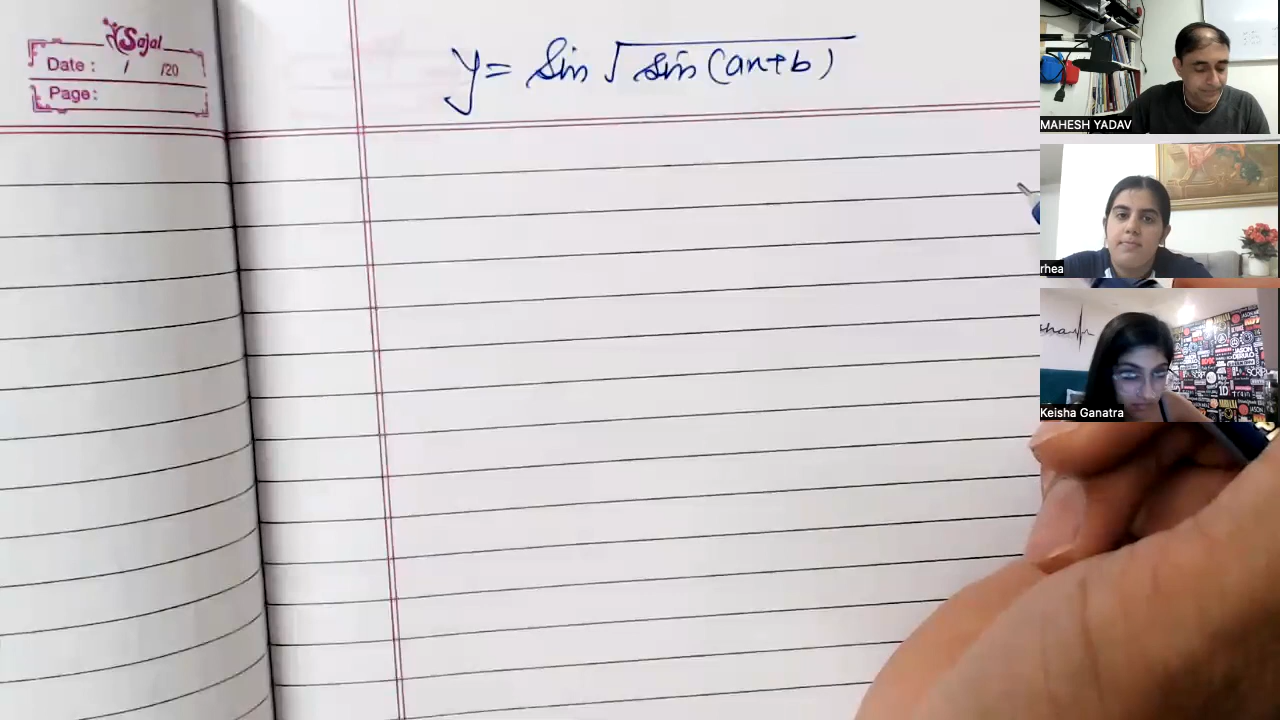 Sajal
Date : / /20
Page:
y = sin √sin (ax+b)
MAHESH YADAV
rhea
Keisha Ganatra